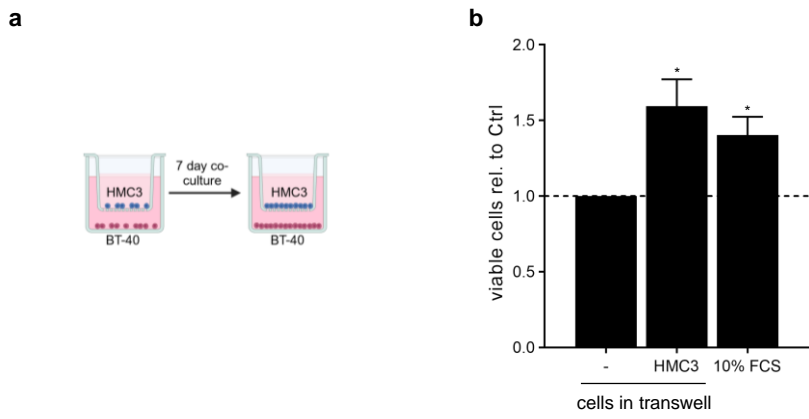 a
HMC3
BT-40
7 day co-
culture
HMC3
BT-40
b
viable cells rel. to Ctrl
2.0
1.5
1.0
0.5
0.0
*
*
-
HMC3
10% FCS
cells in transwell